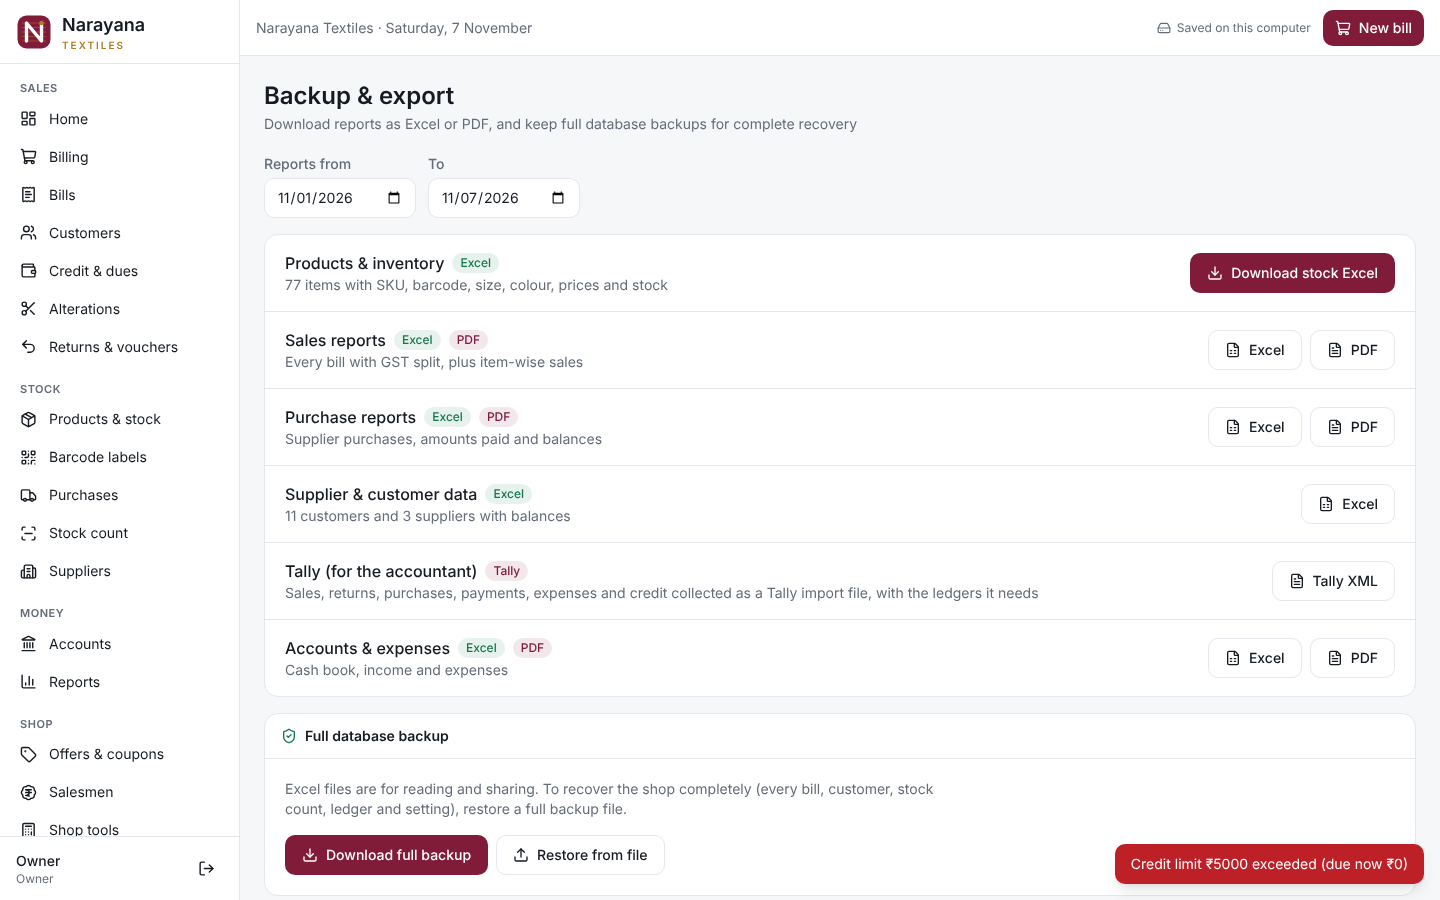 Narayana
TEXTILES
Narayana Textiles · Saturday, 7 November
Saved on this computer
New bill
SALES
Home
Billing
Bills
Customers
Credit & dues
Alterations
Returns & vouchers
STOCK
Products & stock
Barcode labels
Purchases
Stock count
Suppliers
MONEY
Accounts
Reports
SHOP
Offers & coupons
Salesmen
Shop tools
Owner
Owner
Backup & export
Download reports as Excel or PDF, and keep full database backups for complete recovery
Reports from To
11/01/2026 11/07/2026
Products & inventory Excel
77 items with SKU, barcode, size, colour, prices and stock
Download stock Excel
Sales reports Excel PDF
Every bill with GST split, plus item-wise sales
Excel PDF
Purchase reports Excel PDF
Supplier purchases, amounts paid and balances
Excel PDF
Supplier & customer data Excel
11 customers and 3 suppliers with balances
Excel
Tally (for the accountant) Tally
Sales, returns, purchases, payments, expenses and credit collected as a Tally import file, with the ledgers it needs
Tally XML
Accounts & expenses Excel PDF
Cash book, income and expenses
Excel PDF
Full database backup
Excel files are for reading and sharing. To recover the shop completely (every bill, customer, stock
count, ledger and setting), restore a full backup file.
Download full backup Restore from file
Credit limit ₹5000 exceeded (due now ₹0)